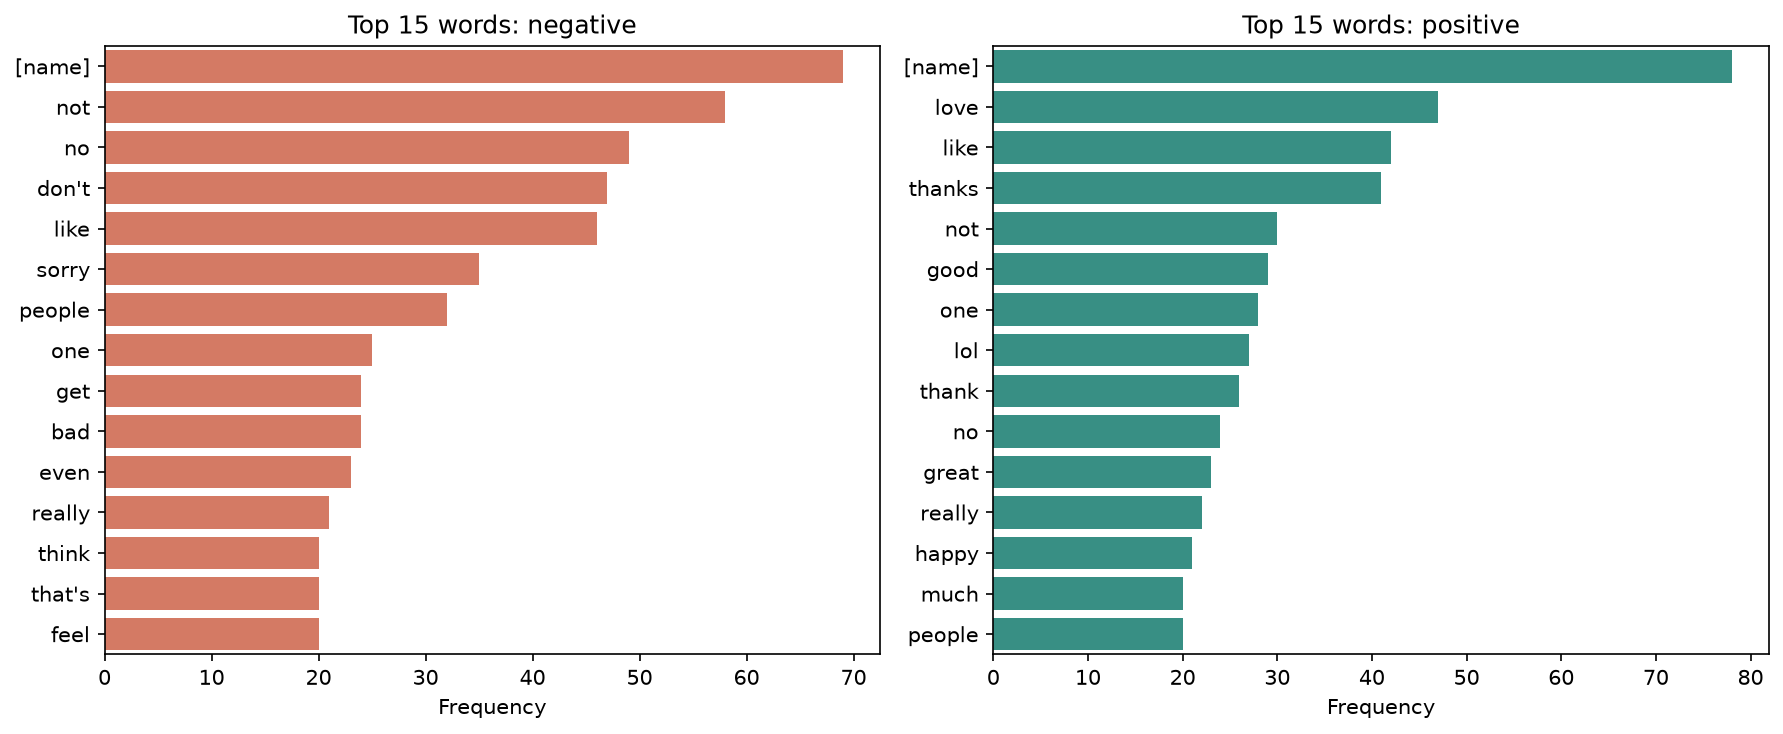 Top 15 words: negative
[name]
not
no
don't
like
sorry
people
one
get
bad
even
really
think
that's
feel
0 10 20 30 40 50 60 70
Frequency
Top 15 words: positive
[name]
love
like
thanks
not
good
one
lol
thank
no
great
really
happy
much
people
0 10 20 30 40 50 60 70 80
Frequency